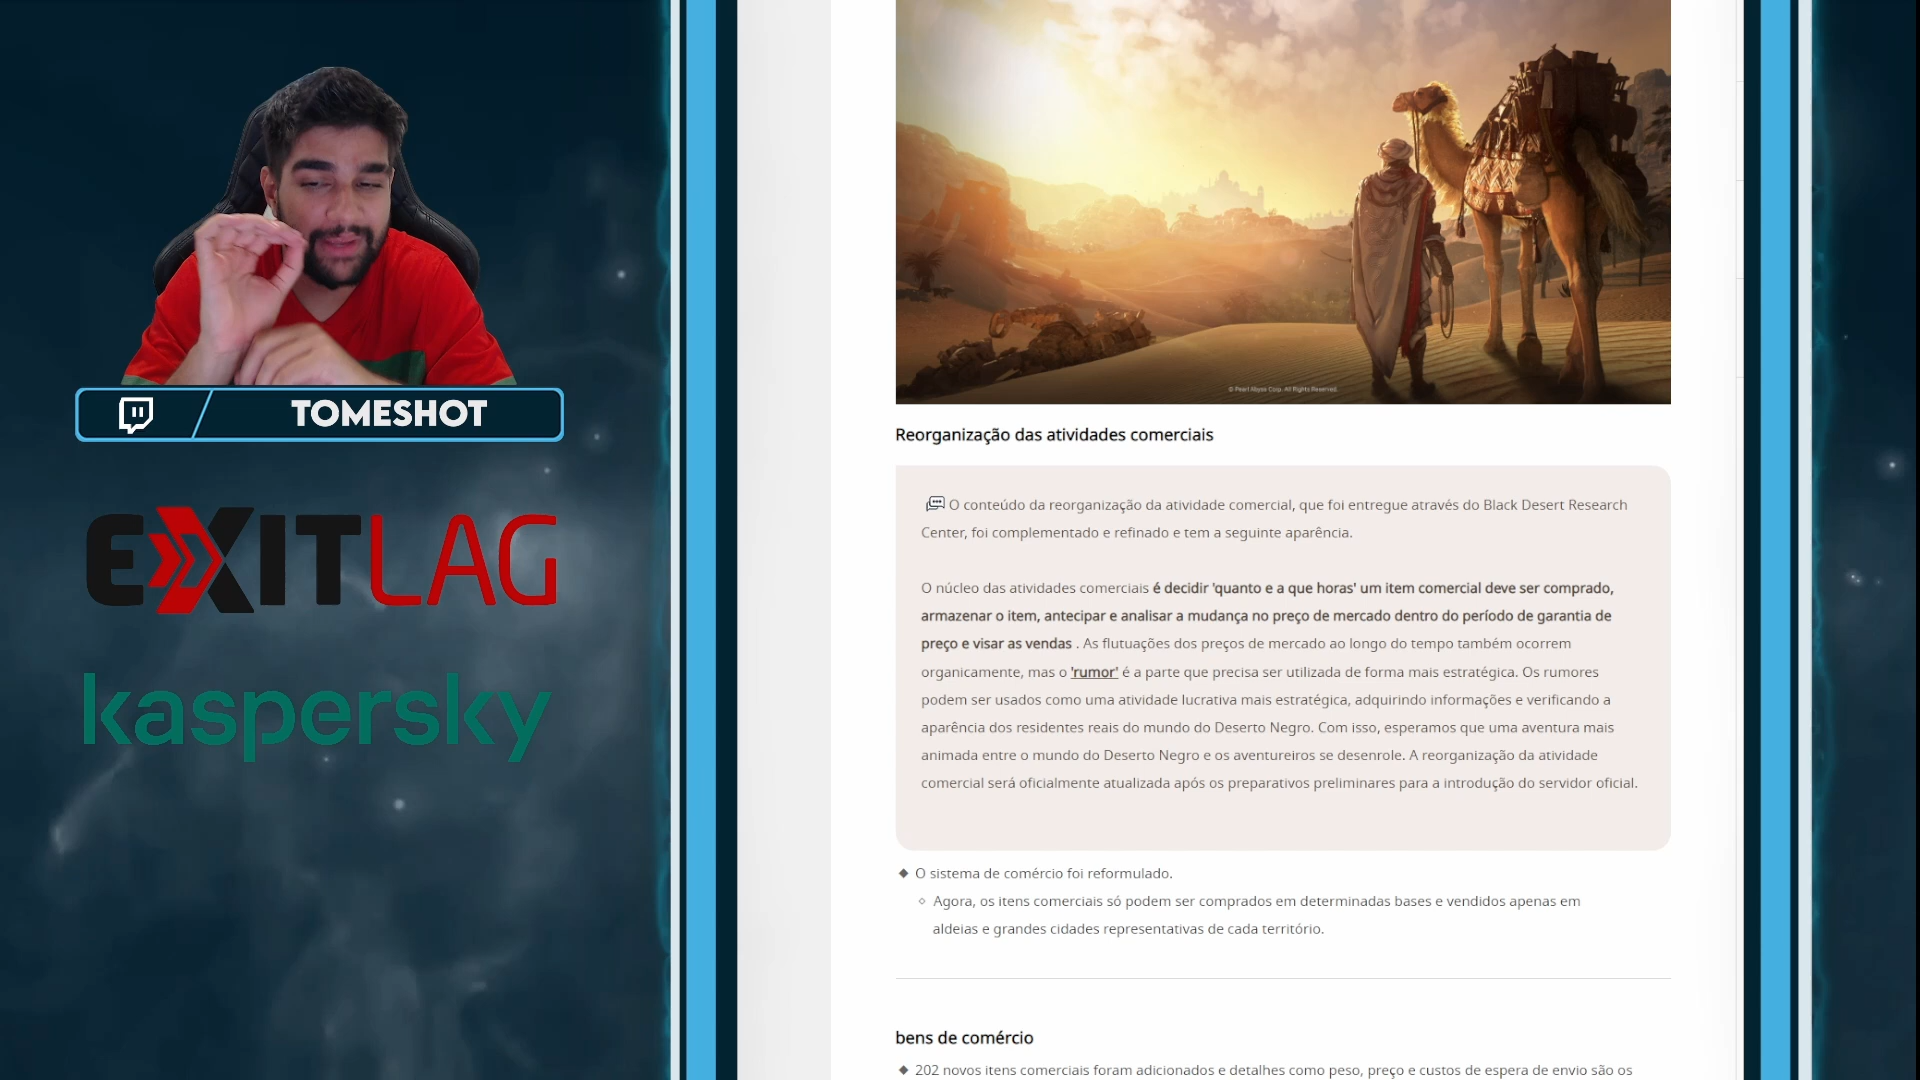 TOMESHOT
EXITLAG
kaspersky
© Pearl Abyss Corp. All Rights Reserved.
Reorganização das atividades comerciais
O conteúdo da reorganização da atividade comercial, que foi entregue através do Black Desert Research
Center, foi complementado e refinado e tem a seguinte aparência.
O núcleo das atividades comerciais é decidir 'quanto e a que horas' um item comercial deve ser comprado,
armazenar o item, antecipar e analisar a mudança no preço de mercado dentro do período de garantia de
preço e visar as vendas . As flutuações dos preços de mercado ao longo do tempo também ocorrem
organicamente, mas o 'rumor' é a parte que precisa ser utilizada de forma mais estratégica. Os rumores
podem ser usados como uma atividade lucrativa mais estratégica, adquirindo informações e verificando a
aparência dos residentes reais do mundo do Deserto Negro. Com isso, esperamos que uma aventura mais
animada entre o mundo do Deserto Negro e os aventureiros se desenrole. A reorganização da atividade
comercial será oficialmente atualizada após os preparativos preliminares para a introdução do servidor oficial.
◆ O sistema de comércio foi reformulado.
◇ Agora, os itens comerciais só podem ser comprados em determinadas bases e vendidos apenas em
aldeias e grandes cidades representativas de cada território.
bens de comércio
◆ 202 novos itens comerciais foram adicionados e detalhes como peso, preço e custos de espera de envio são os